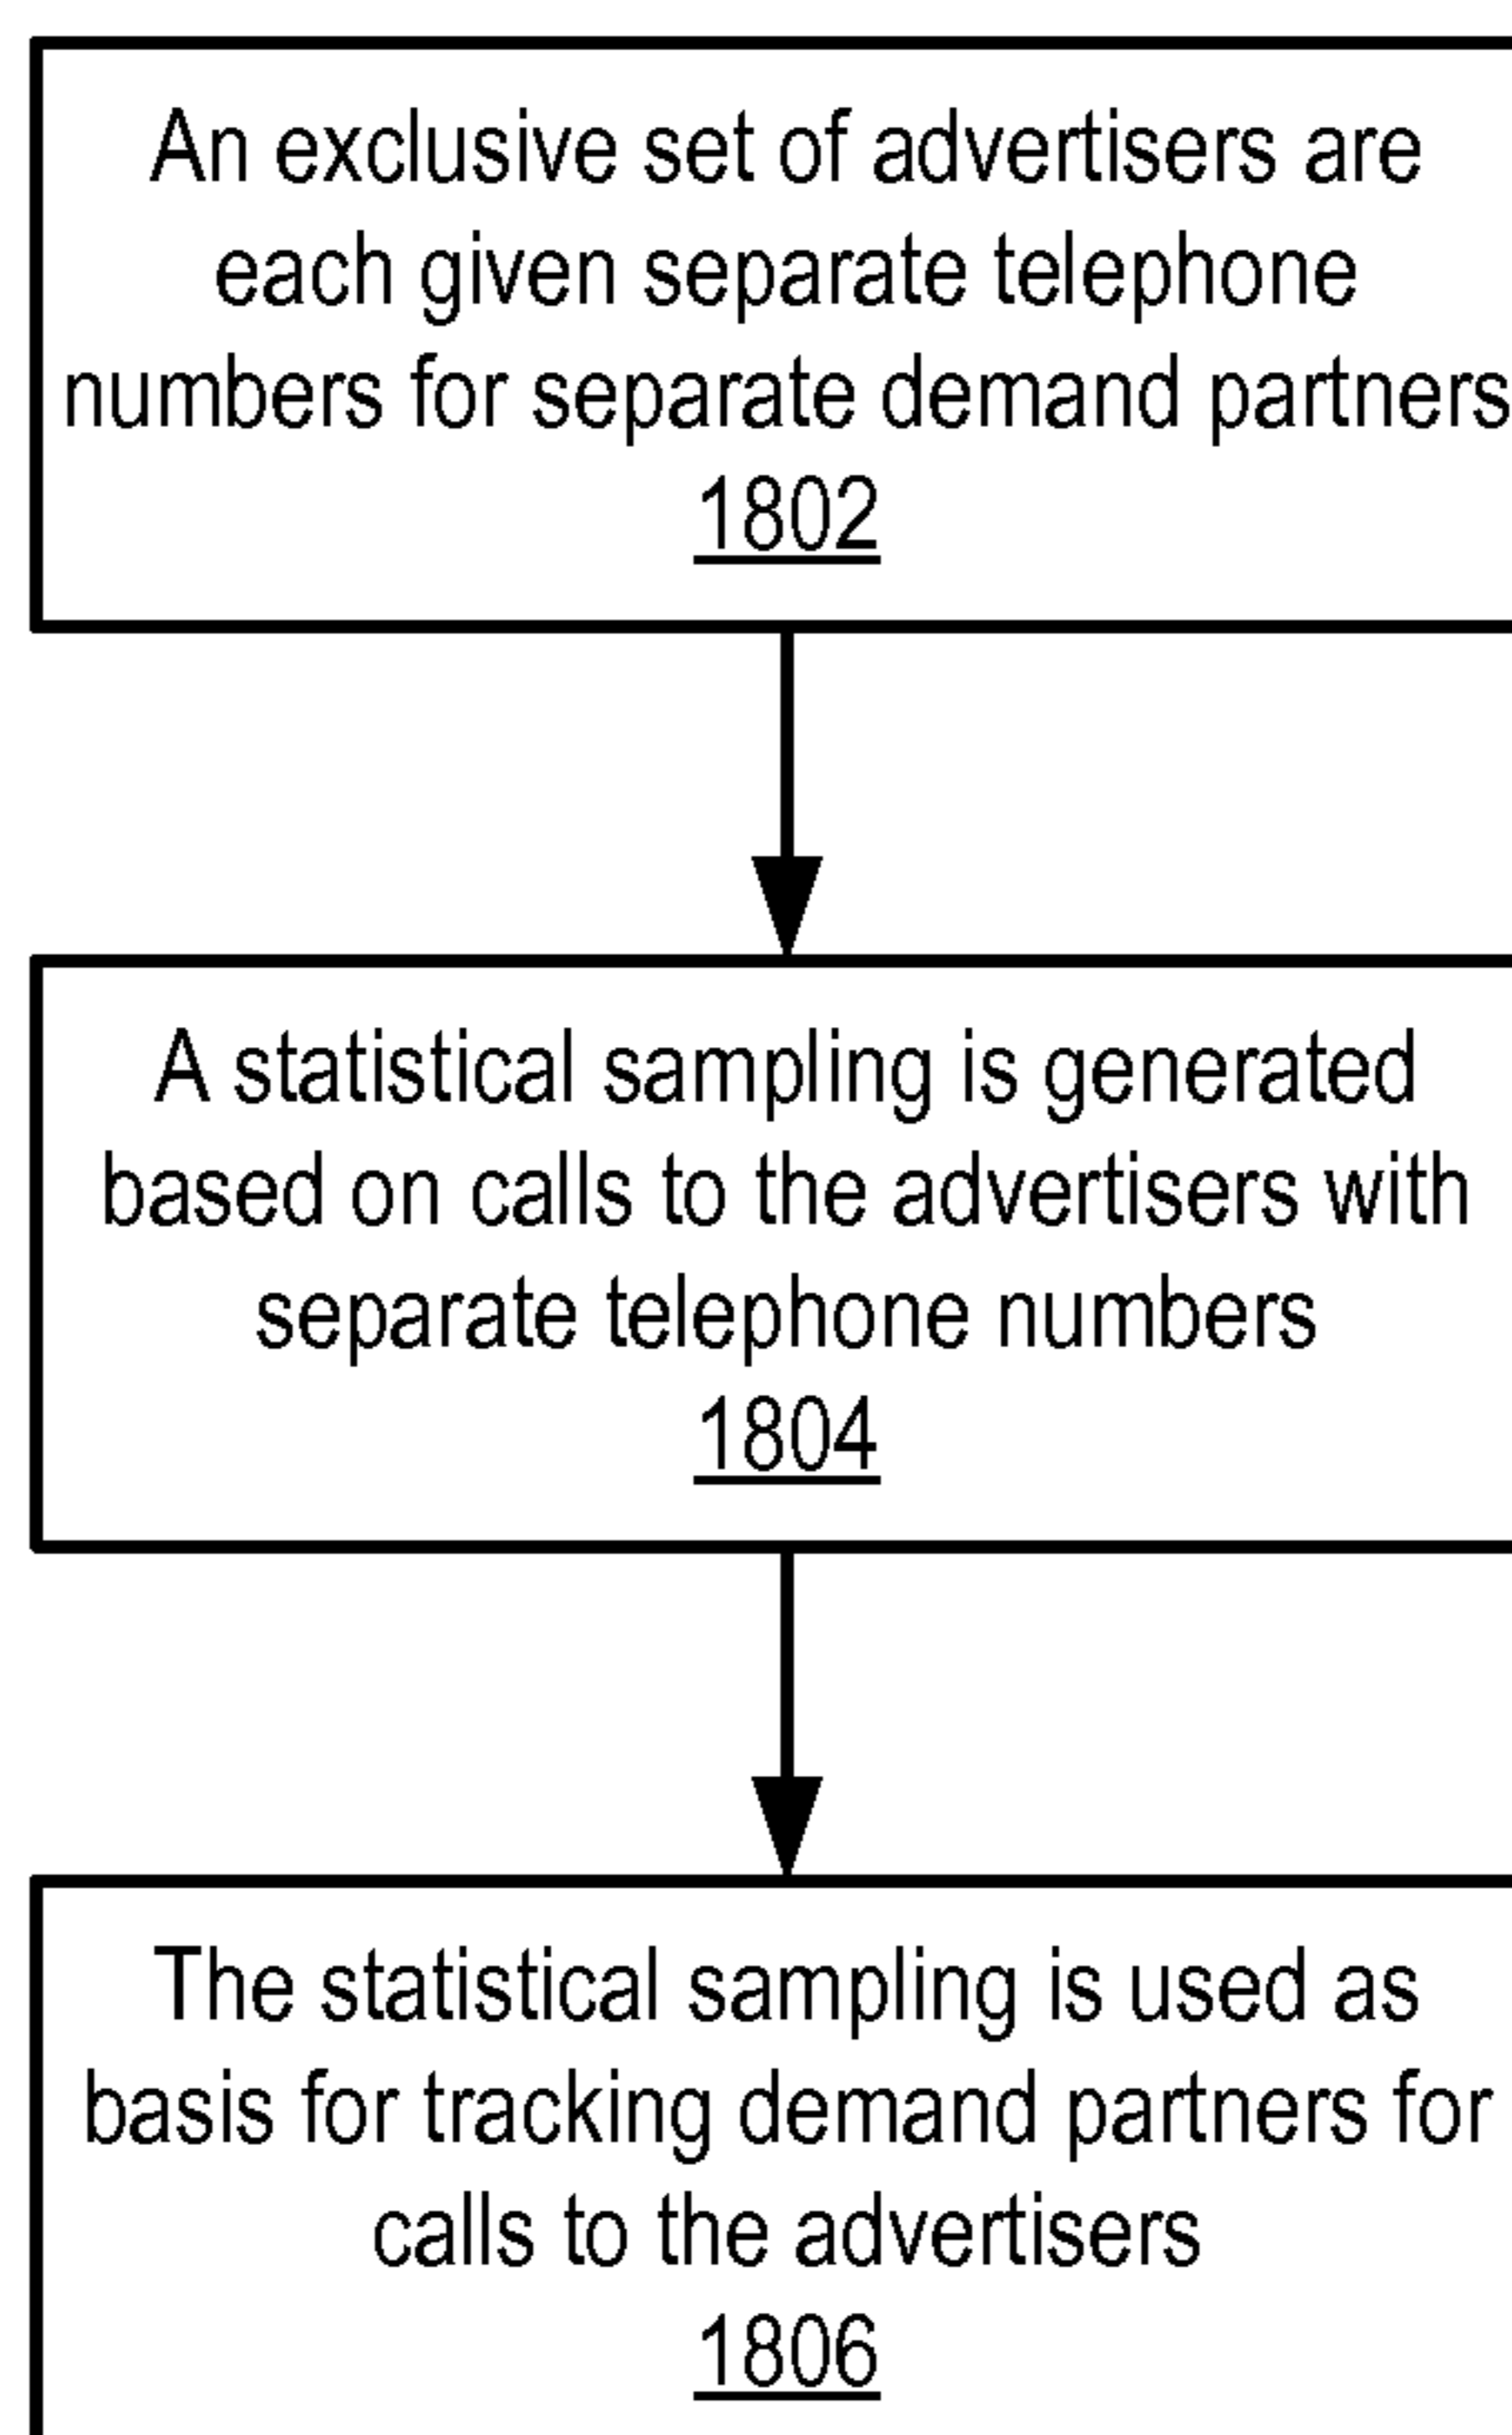 An exclusive set of advertisers are
each given separate telephone
numbers for separate demand partners
1802
A statistical sampling is generated
based on calls to the advertisers with
separate telephone numbers
1804
The statistical sampling is used as
basis for tracking demand partners for
calls to the advertisers
1806